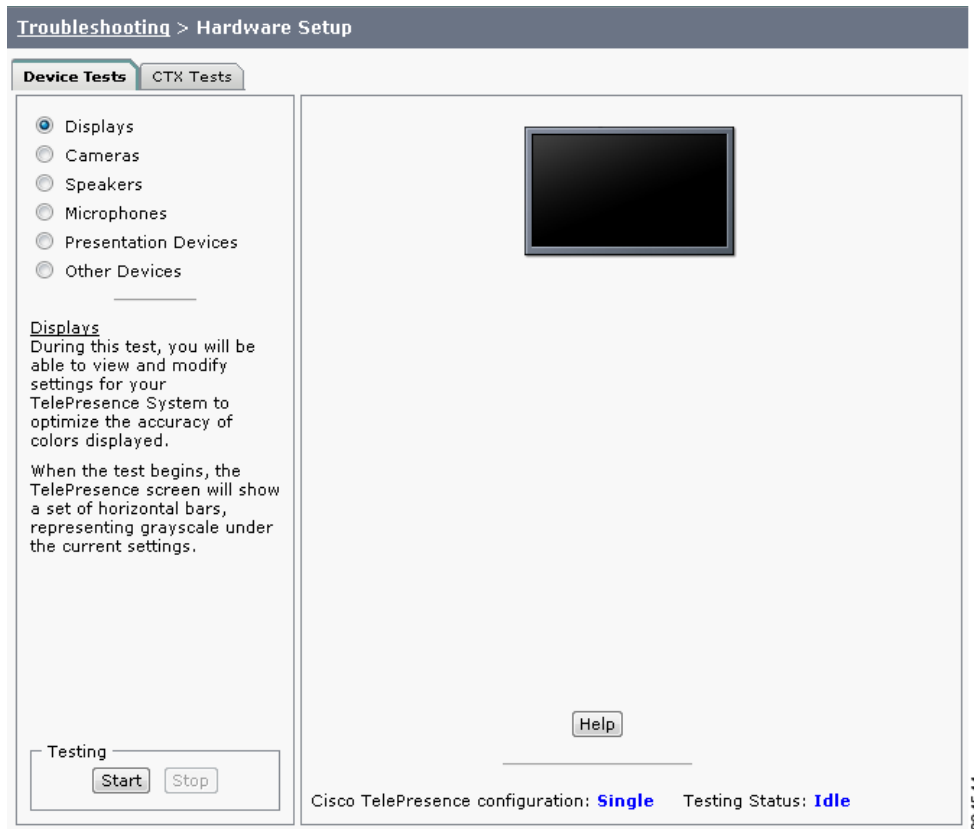 Troubleshooting > Hardware Setup
Device Tests
CTX Tests
Displays
Cameras
Speakers
Microphones
Presentation Devices
Other Devices
Displays
During this test, you will be
able to view and modify
settings for your
TelePresence System to
optimize the accuracy of
colors displayed.
When the test begins, the
TelePresence screen will show
a set of horizontal bars,
representing grayscale under
the current settings.
Testing
Start
Stop
Help
Cisco TelePresence configuration: Single
Testing Status: Idle